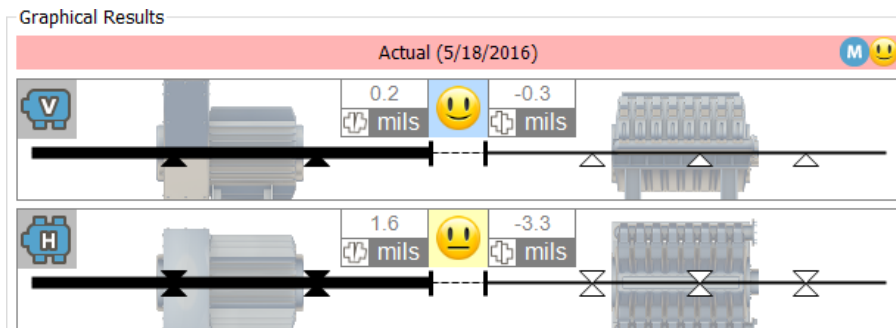 Graphical Results
Actual (5/18/2016)
M
V
0.2
-0.3
mils
mils
H
1.6
-3.3
mils
mils